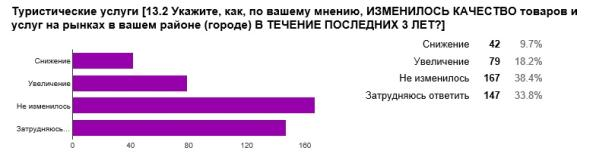 Туристические услуги [13.2 Укажите, как, по вашему мнению, ИЗМЕНИЛОСЬ КАЧЕСТВО товаров и
услуг на рынках в вашем районе (городе) В ТЕЧЕНИЕ ПОСЛЕДНИХ 3 ЛЕТ?]
Снижение
Увеличение
Не изменилось
Затрудняюсь…
0 40 80 120 160
Снижение 42 9.7%
Увеличение 79 18.2%
Не изменилось 167 38.4%
Затрудняюсь ответить 147 33.8%